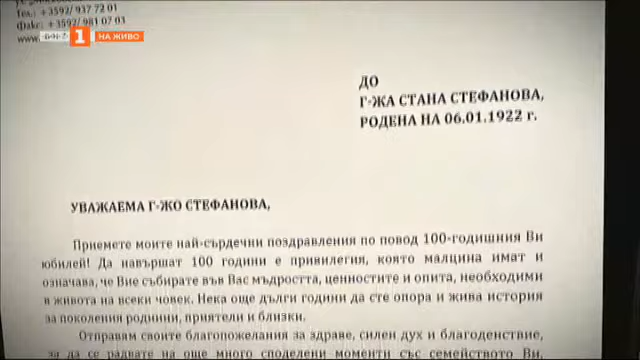 Тел.: +3592/ 937 72 01
Факс: +3592/ 981 07 03
www.
БНТ 1 НА ЖИВО
ДО
Г-ЖА СТАНА СТЕФАНОВА,
РОДЕНА НА 06.01.1922 г.
УВАЖАЕМА Г-ЖО СТЕФАНОВА,
Приемете моите най-сърдечни поздравления по повод 100-годишния Ви
юбилей! Да навършат 100 години е привилегия, която малцина имат и
означава, че Вие събирате във Вас мъдростта, ценностите и опита, необходими
в живота на всеки човек. Нека още дълги години да сте опора и жива история
за поколения роднини, приятели и близки.
Отправям своите благопожелания за здраве, силен дух и благоденствие,
за да се радвате на още много споделени моменти със семейството Ви.